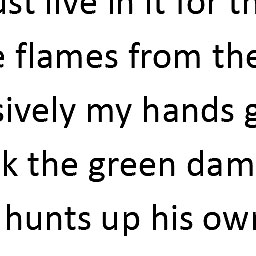 ust live in it for th
e flames from the
sively my hands g
k the green dam
hunts up his own